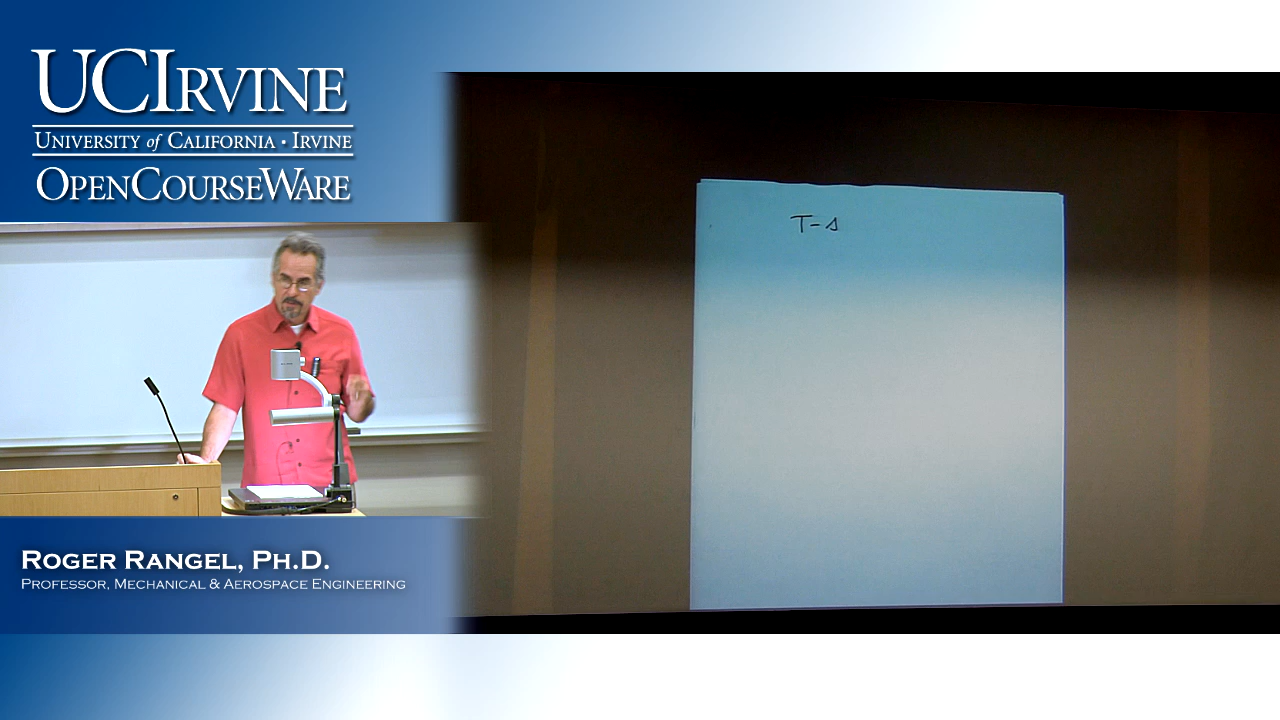 UCIRVINE
UNIVERSITY of CALIFORNIA · IRVINE
OPENCOURSEWARE
T-s
ROGER RANGEL, PH.D.
PROFESSOR, MECHANICAL & AEROSPACE ENGINEERING